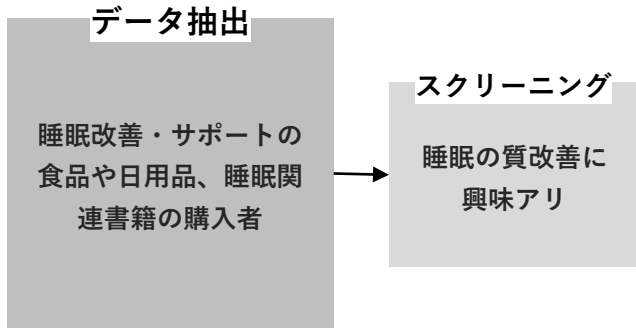 データ抽出
睡眠改善・サポートの
食品や日用品、睡眠関
連書籍の購入者
スクリーニング
睡眠の質改善に
興味アリ